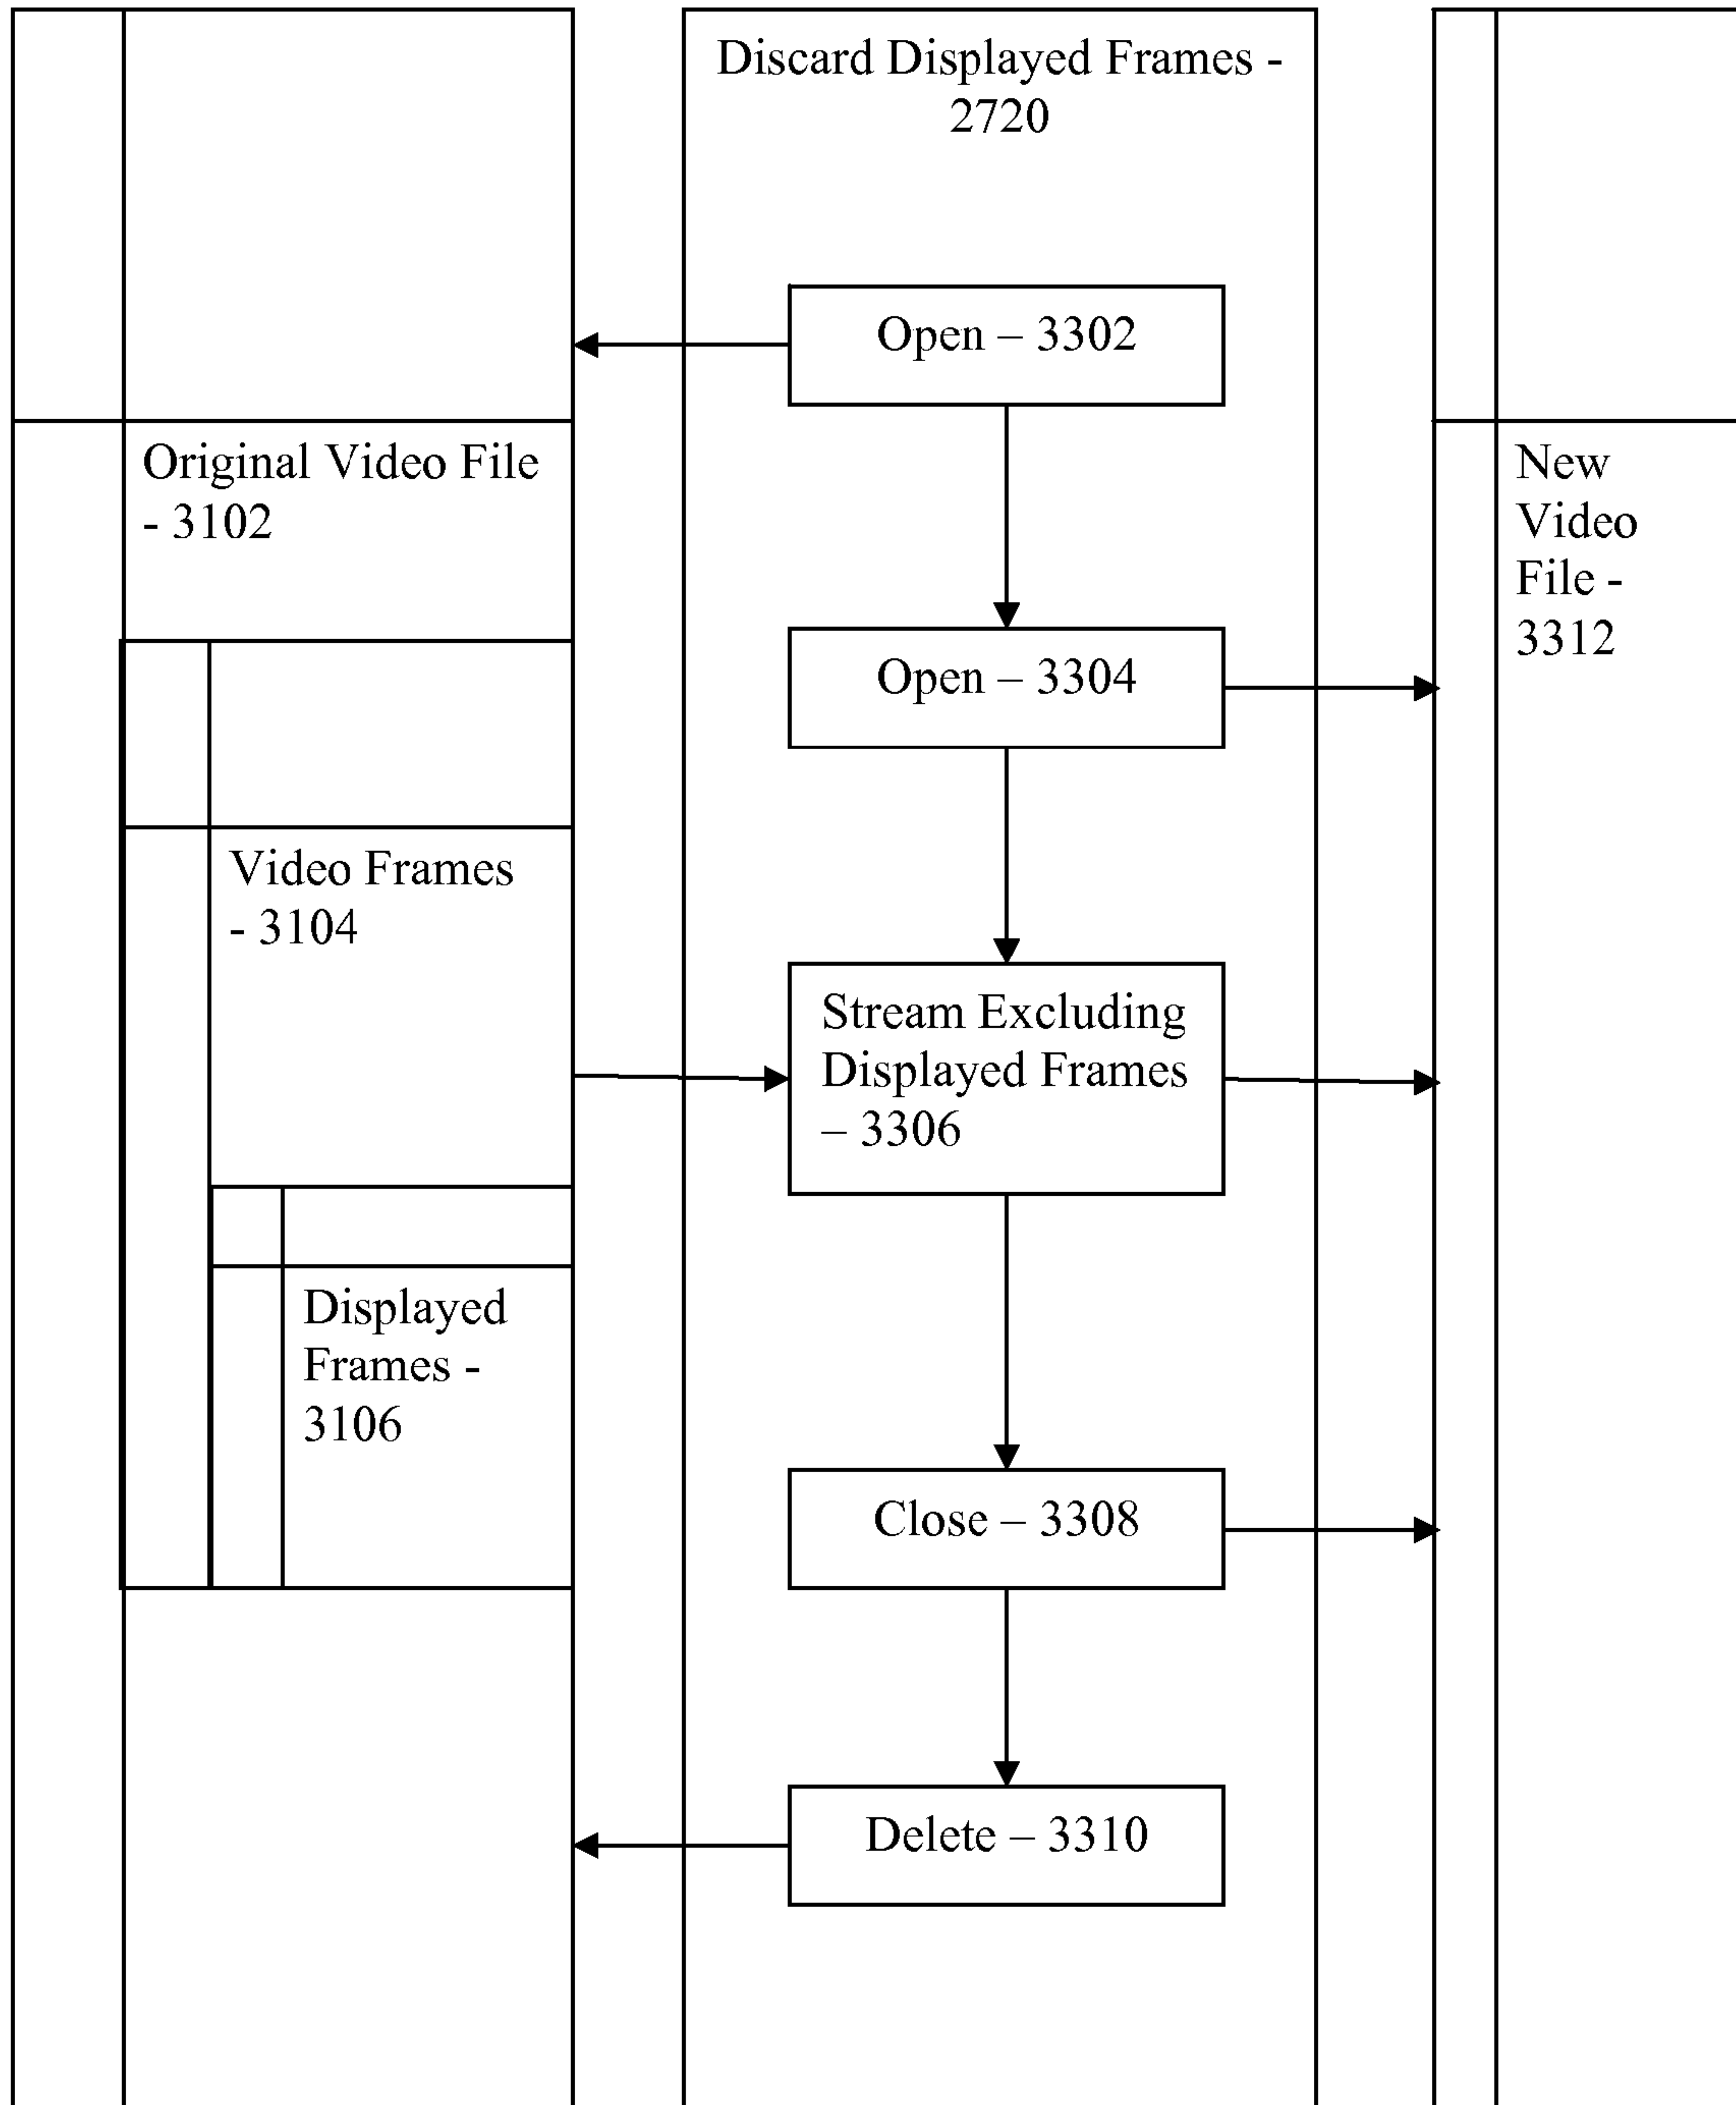 Discard Displayed Frames -
2720
Open – 3302
Original Video File
- 3102
New
Video
File -
3312
Open – 3304
Video Frames
- 3104
Stream Excluding
Displayed Frames
– 3306
Displayed
Frames -
3106
Close – 3308
Delete – 3310